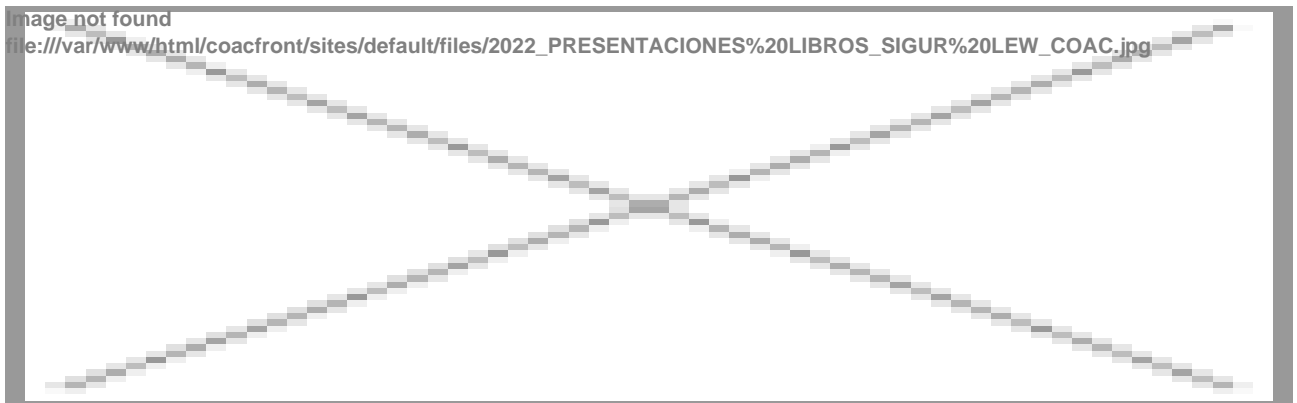 Image not found
file:///var/www/html/coacfront/sites/default/files/2022_PRESENTACIONES%20LIBROS_SIGUR%20LEW_COAC.jpg